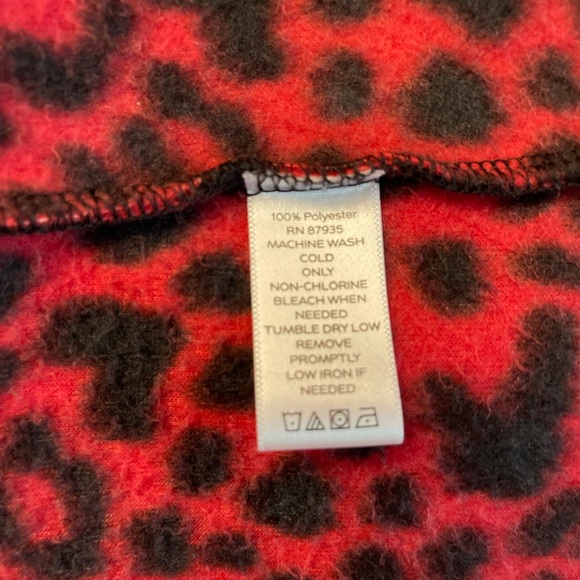 100% Polyester
RN 87935
MACHINE WASH
COLD
ONLY
NON-CHLORINE
BLEACH WHEN
NEEDED
TUMBLE DRY LOW
REMOVE
PROMPTLY
LOW IRON IF
NEEDED